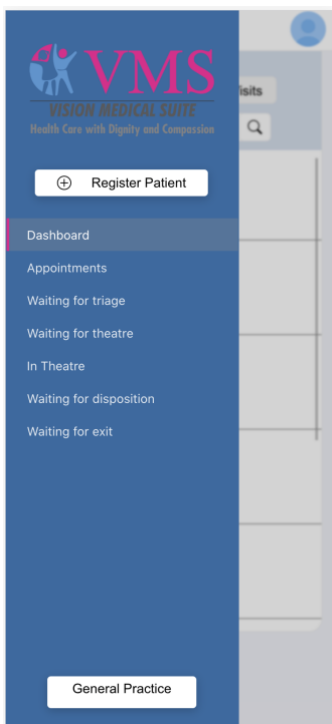 VMS
VISION MEDICAL SUITE
Health Care with Dignity and Compassion
isits
Register Patient
Dashboard
Appointments
Waiting for triage
Waiting for theatre
In Theatre
Waiting for disposition
Waiting for exit
General Practice